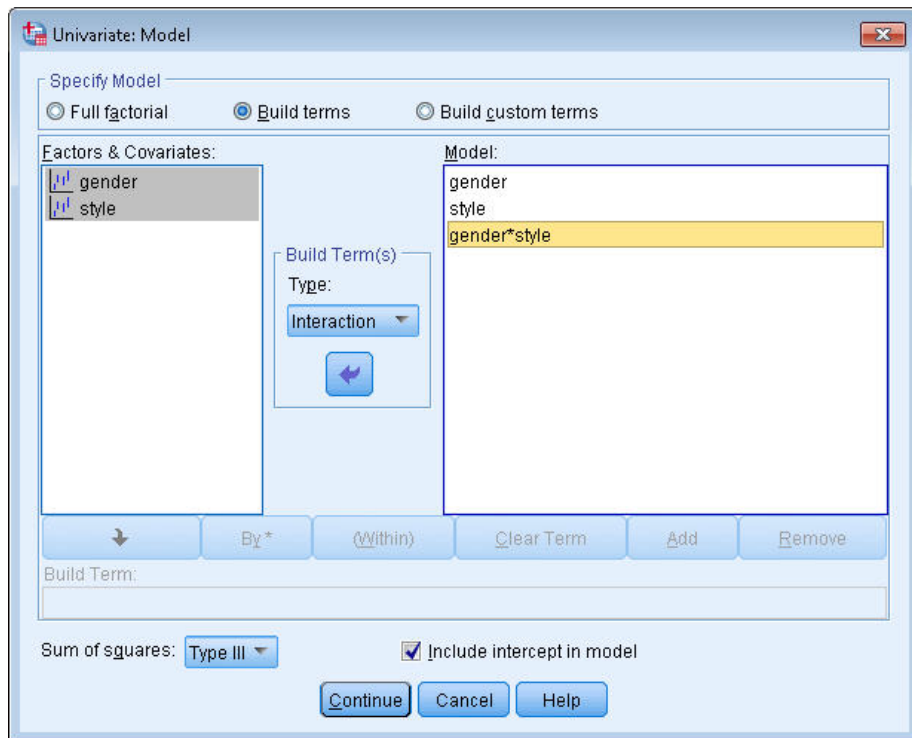 Univariate: Model
Specify Model
Full factorial
Build terms
Build custom terms
Factors & Covariates:
gender
style
Build Term(s)
Type:
Interaction
Model:
gender
style
gender*style
By *
(Within)
Clear Term
Add
Remove
Build Term:
Sum of squares:
Type III
Include intercept in model
Continue
Cancel
Help